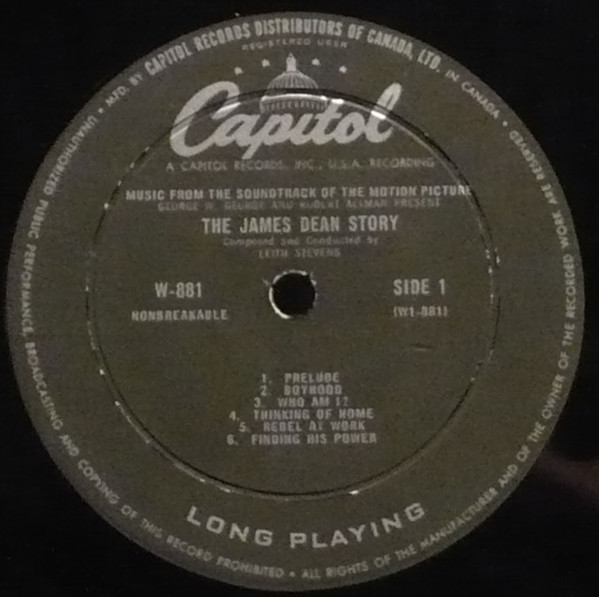 MFD. BY CAPITOL RECORDS DISTRIBUTORS OF CANADA, LTD. IN CANADA •
REGISTERED USER
Capitol
A CAPITOL RECORDS, INC., U.S.A. RECORDING
MUSIC FROM THE SOUNDTRACK OF THE MOTION PICTURE
GEORGE W. GEORGE AND ROBERT ALTMAN PRESENT
THE JAMES DEAN STORY
Composed and Conducted by
LEITH STEVENS
W-881
SIDE 1
NONBREAKABLE
(W1-881)
1. PRELUDE
2. BOYHOOD
3. WHO AM I?
4. THINKING OF HOME
5. REBEL AT WORK
6. FINDING HIS POWER
LONG PLAYING
UNAUTHORIZED PUBLIC PERFORMANCE, BROADCASTING AND COPYING OF THIS RECORD PROHIBITED • ALL RIGHTS OF THE MANUFACTURER AND OF THE OWNER OF THE RECORDED WORK ARE RESERVED